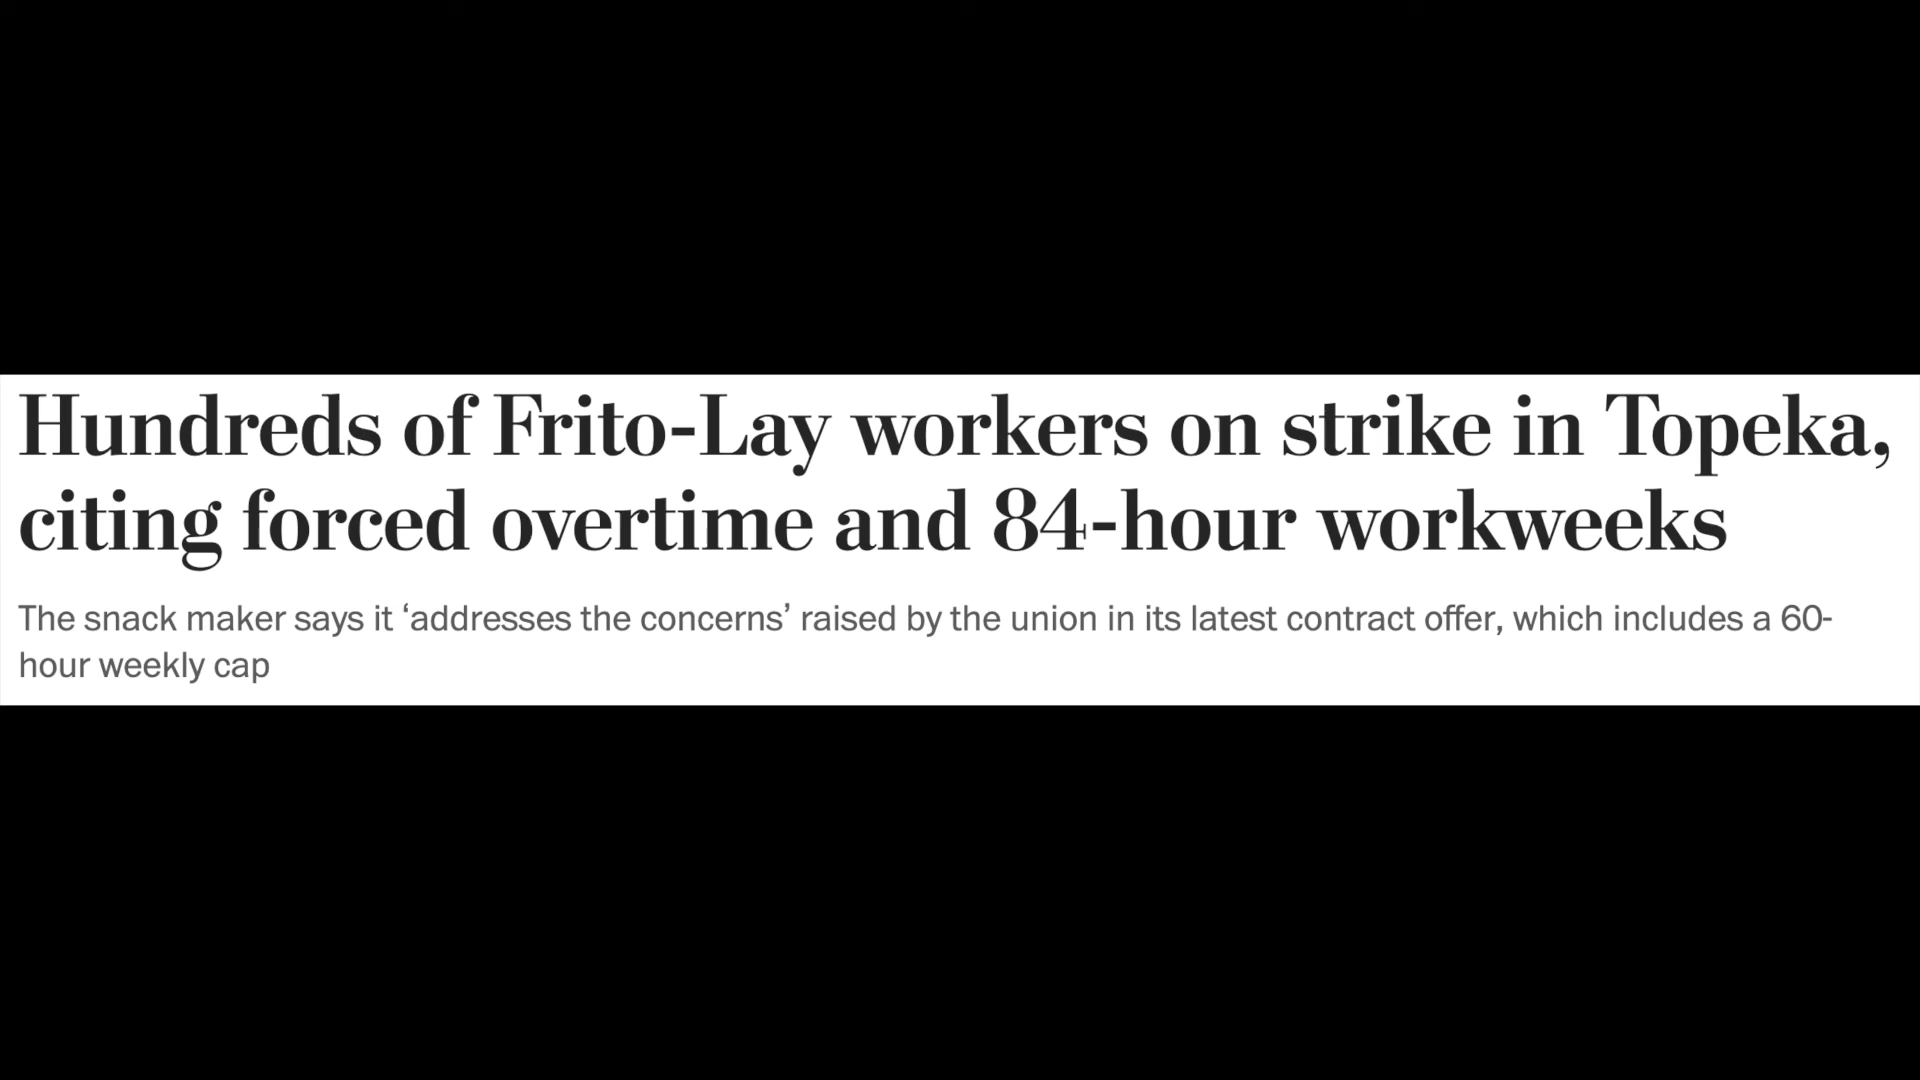 Hundreds of Frito-Lay workers on strike in Topeka,
citing forced overtime and 84-hour workweeks
The snack maker says it ‘addresses the concerns’ raised by the union in its latest contract offer, which includes a 60-
hour weekly cap